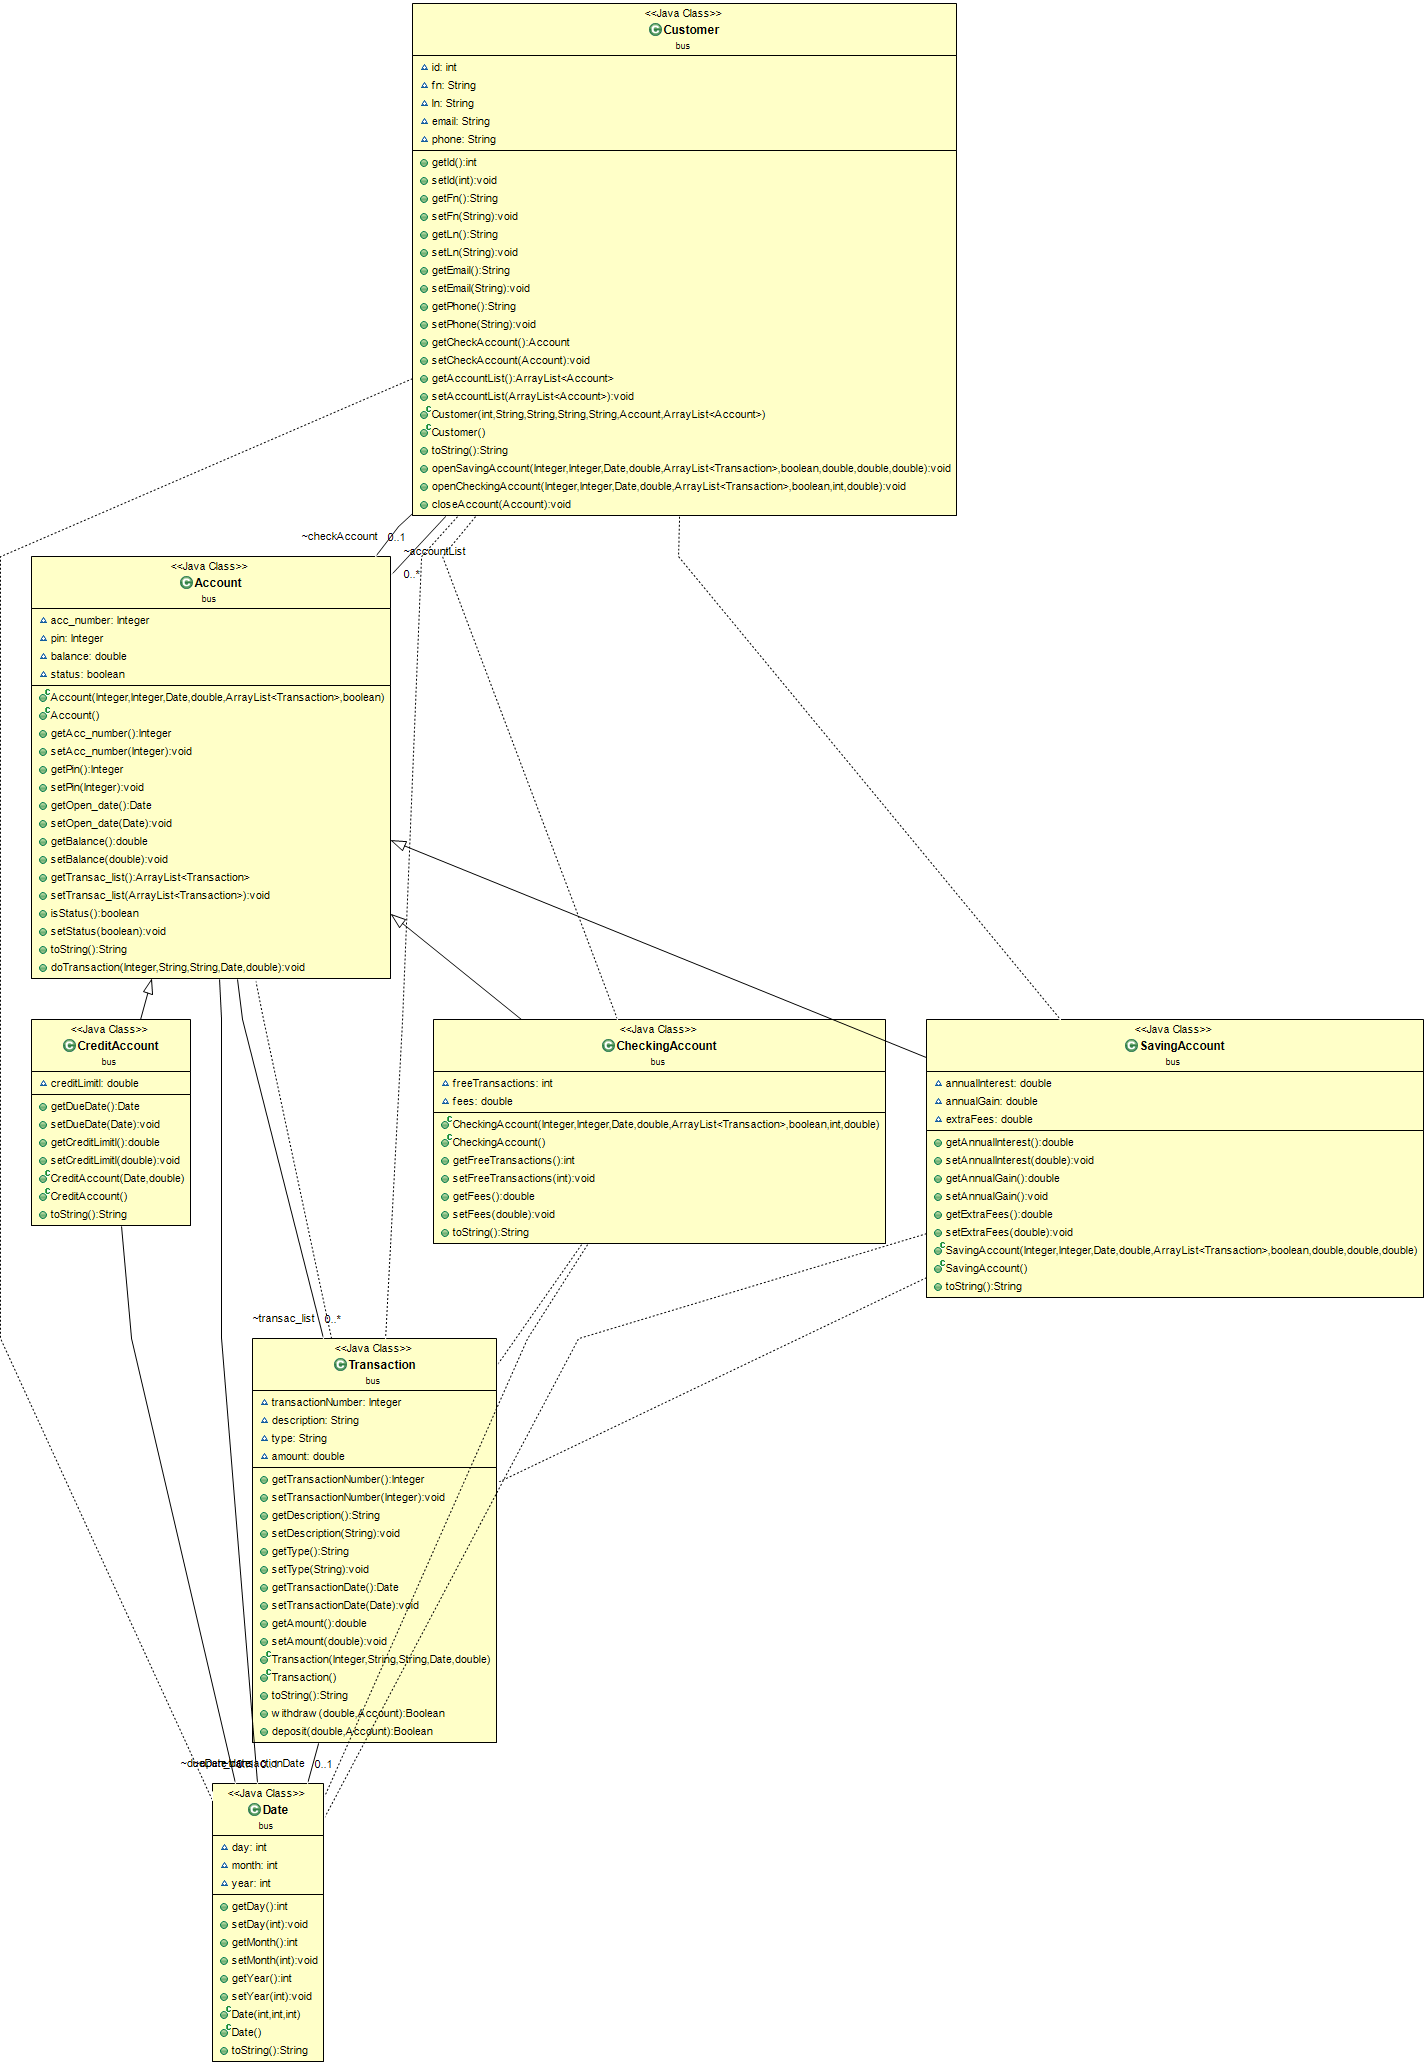 <<Java Class>>
Customer
bus
id: int
fn: String
ln: String
email: String
phone: String
getId():int
setId(int):void
getFn():String
setFn(String):void
getLn():String
setLn(String):void
getEmail():String
setEmail(String):void
getPhone():String
setPhone(String):void
getCheckAccount():Account
setCheckAccount(Account):void
getAccountList():ArrayList<Account>
setAccountList(ArrayList<Account>):void
Customer(int,String,String,String,String,Account,ArrayList<Account>)
Customer()
toString():String
openSavingAccount(Integer,Integer,Date,double,ArrayList<Transaction>,boolean,double,double,double):void
openCheckingAccount(Integer,Integer,Date,double,ArrayList<Transaction>,boolean,int,double):void
closeAccount(Account):void
~checkAccount 0..1
~accountList
0..*
<<Java Class>>
Account
bus
acc_number: Integer
pin: Integer
balance: double
status: boolean
Account(Integer,Integer,Date,double,ArrayList<Transaction>,boolean)
Account()
getAcc_number():Integer
setAcc_number(Integer):void
getPin():Integer
setPin(Integer):void
getOpen_date():Date
setOpen_date(Date):void
getBalance():double
setBalance(double):void
getTransac_list():ArrayList<Transaction>
setTransac_list(ArrayList<Transaction>):void
isStatus():boolean
setStatus(boolean):void
toString():String
doTransaction(Integer,String,String,Date,double):void
<<Java Class>>
CreditAccount
bus
creditLimitl: double
getDueDate():Date
setDueDate(Date):void
getCreditLimitl():double
setCreditLimitl(double):void
CreditAccount(Date,double)
CreditAccount()
toString():String
<<Java Class>>
CheckingAccount
bus
freeTransactions: int
fees: double
CheckingAccount(Integer,Integer,Date,double,ArrayList<Transaction>,boolean,int,double)
CheckingAccount()
getFreeTransactions():int
setFreeTransactions(int):void
getFees():double
setFees(double):void
toString():String
<<Java Class>>
SavingAccount
bus
annualInterest: double
annualGain: double
extraFees: double
getAnnualInterest():double
setAnnualInterest(double):void
getAnnualGain():double
setAnnualGain():void
getExtraFees():double
setExtraFees(double):void
SavingAccount(Integer,Integer,Date,double,ArrayList<Transaction>,boolean,double,double,double)
SavingAccount()
toString():String
~transac_list 0..*
<<Java Class>>
Transaction
bus
transactionNumber: Integer
description: String
type: String
amount: double
getTransactionNumber():Integer
setTransactionNumber(Integer):void
getDescription():String
setDescription(String):void
getType():String
setType(String):void
getTransactionDate():Date
setTransactionDate(Date):void
getAmount():double
setAmount(double):void
Transaction(Integer,String,String,Date,double)
Transaction()
toString():String
withdraw(double,Account):Boolean
deposit(double,Account):Boolean
0..1
<<Java Class>>
Date
bus
day: int
month: int
year: int
getDay():int
setDay(int):void
getMonth():int
setMonth(int):void
getYear():int
setYear(int):void
Date(int,int,int)
Date()
toString():String